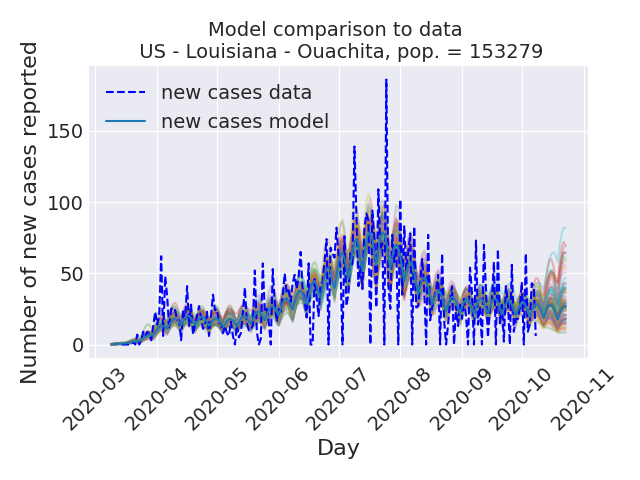 Model comparison to data
US - Louisiana - Ouachita, pop. = 153279
Number of new cases reported
new cases data
new cases model
150
100
50
0
2020-03
2020-04
2020-05
2020-06
2020-07
2020-08
2020-09
2020-10
2020-11
Day